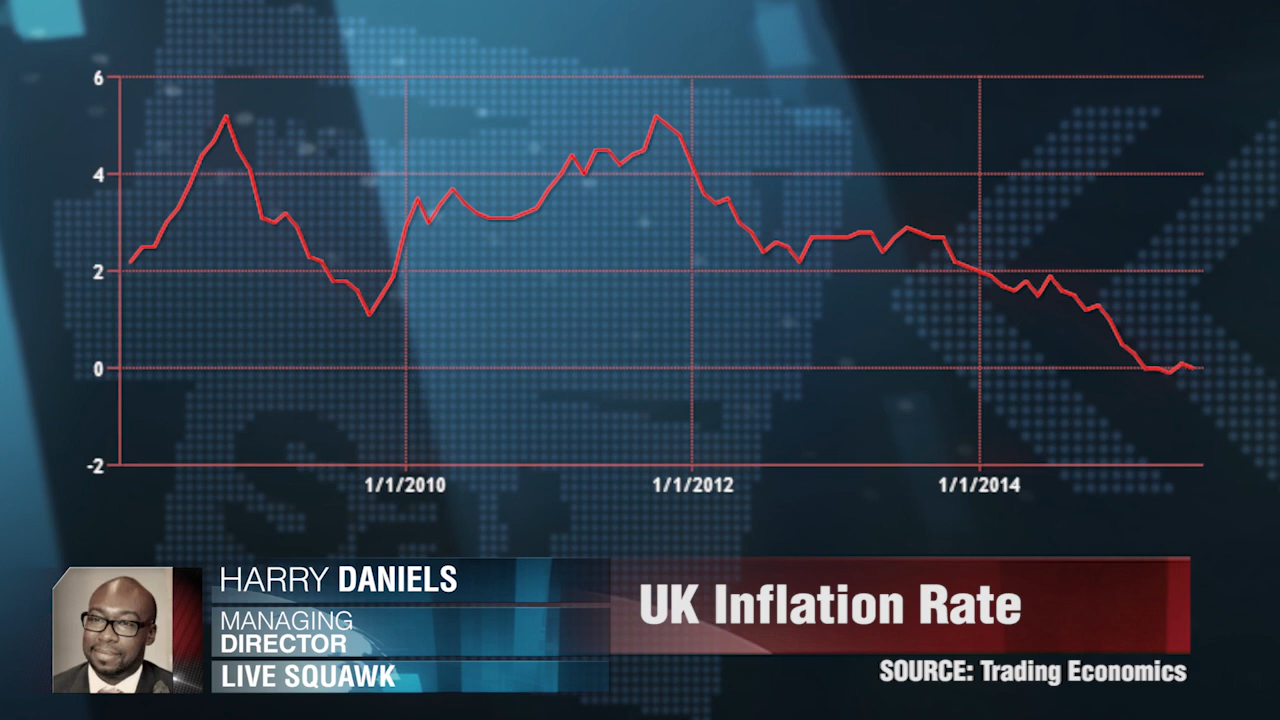 6
4
2
0
-2
1/1/2010 1/1/2012 1/1/2014
HARRY DANIELS
MANAGING
DIRECTOR
LIVE SQUAWK
UK Inflation Rate
SOURCE: Trading Economics